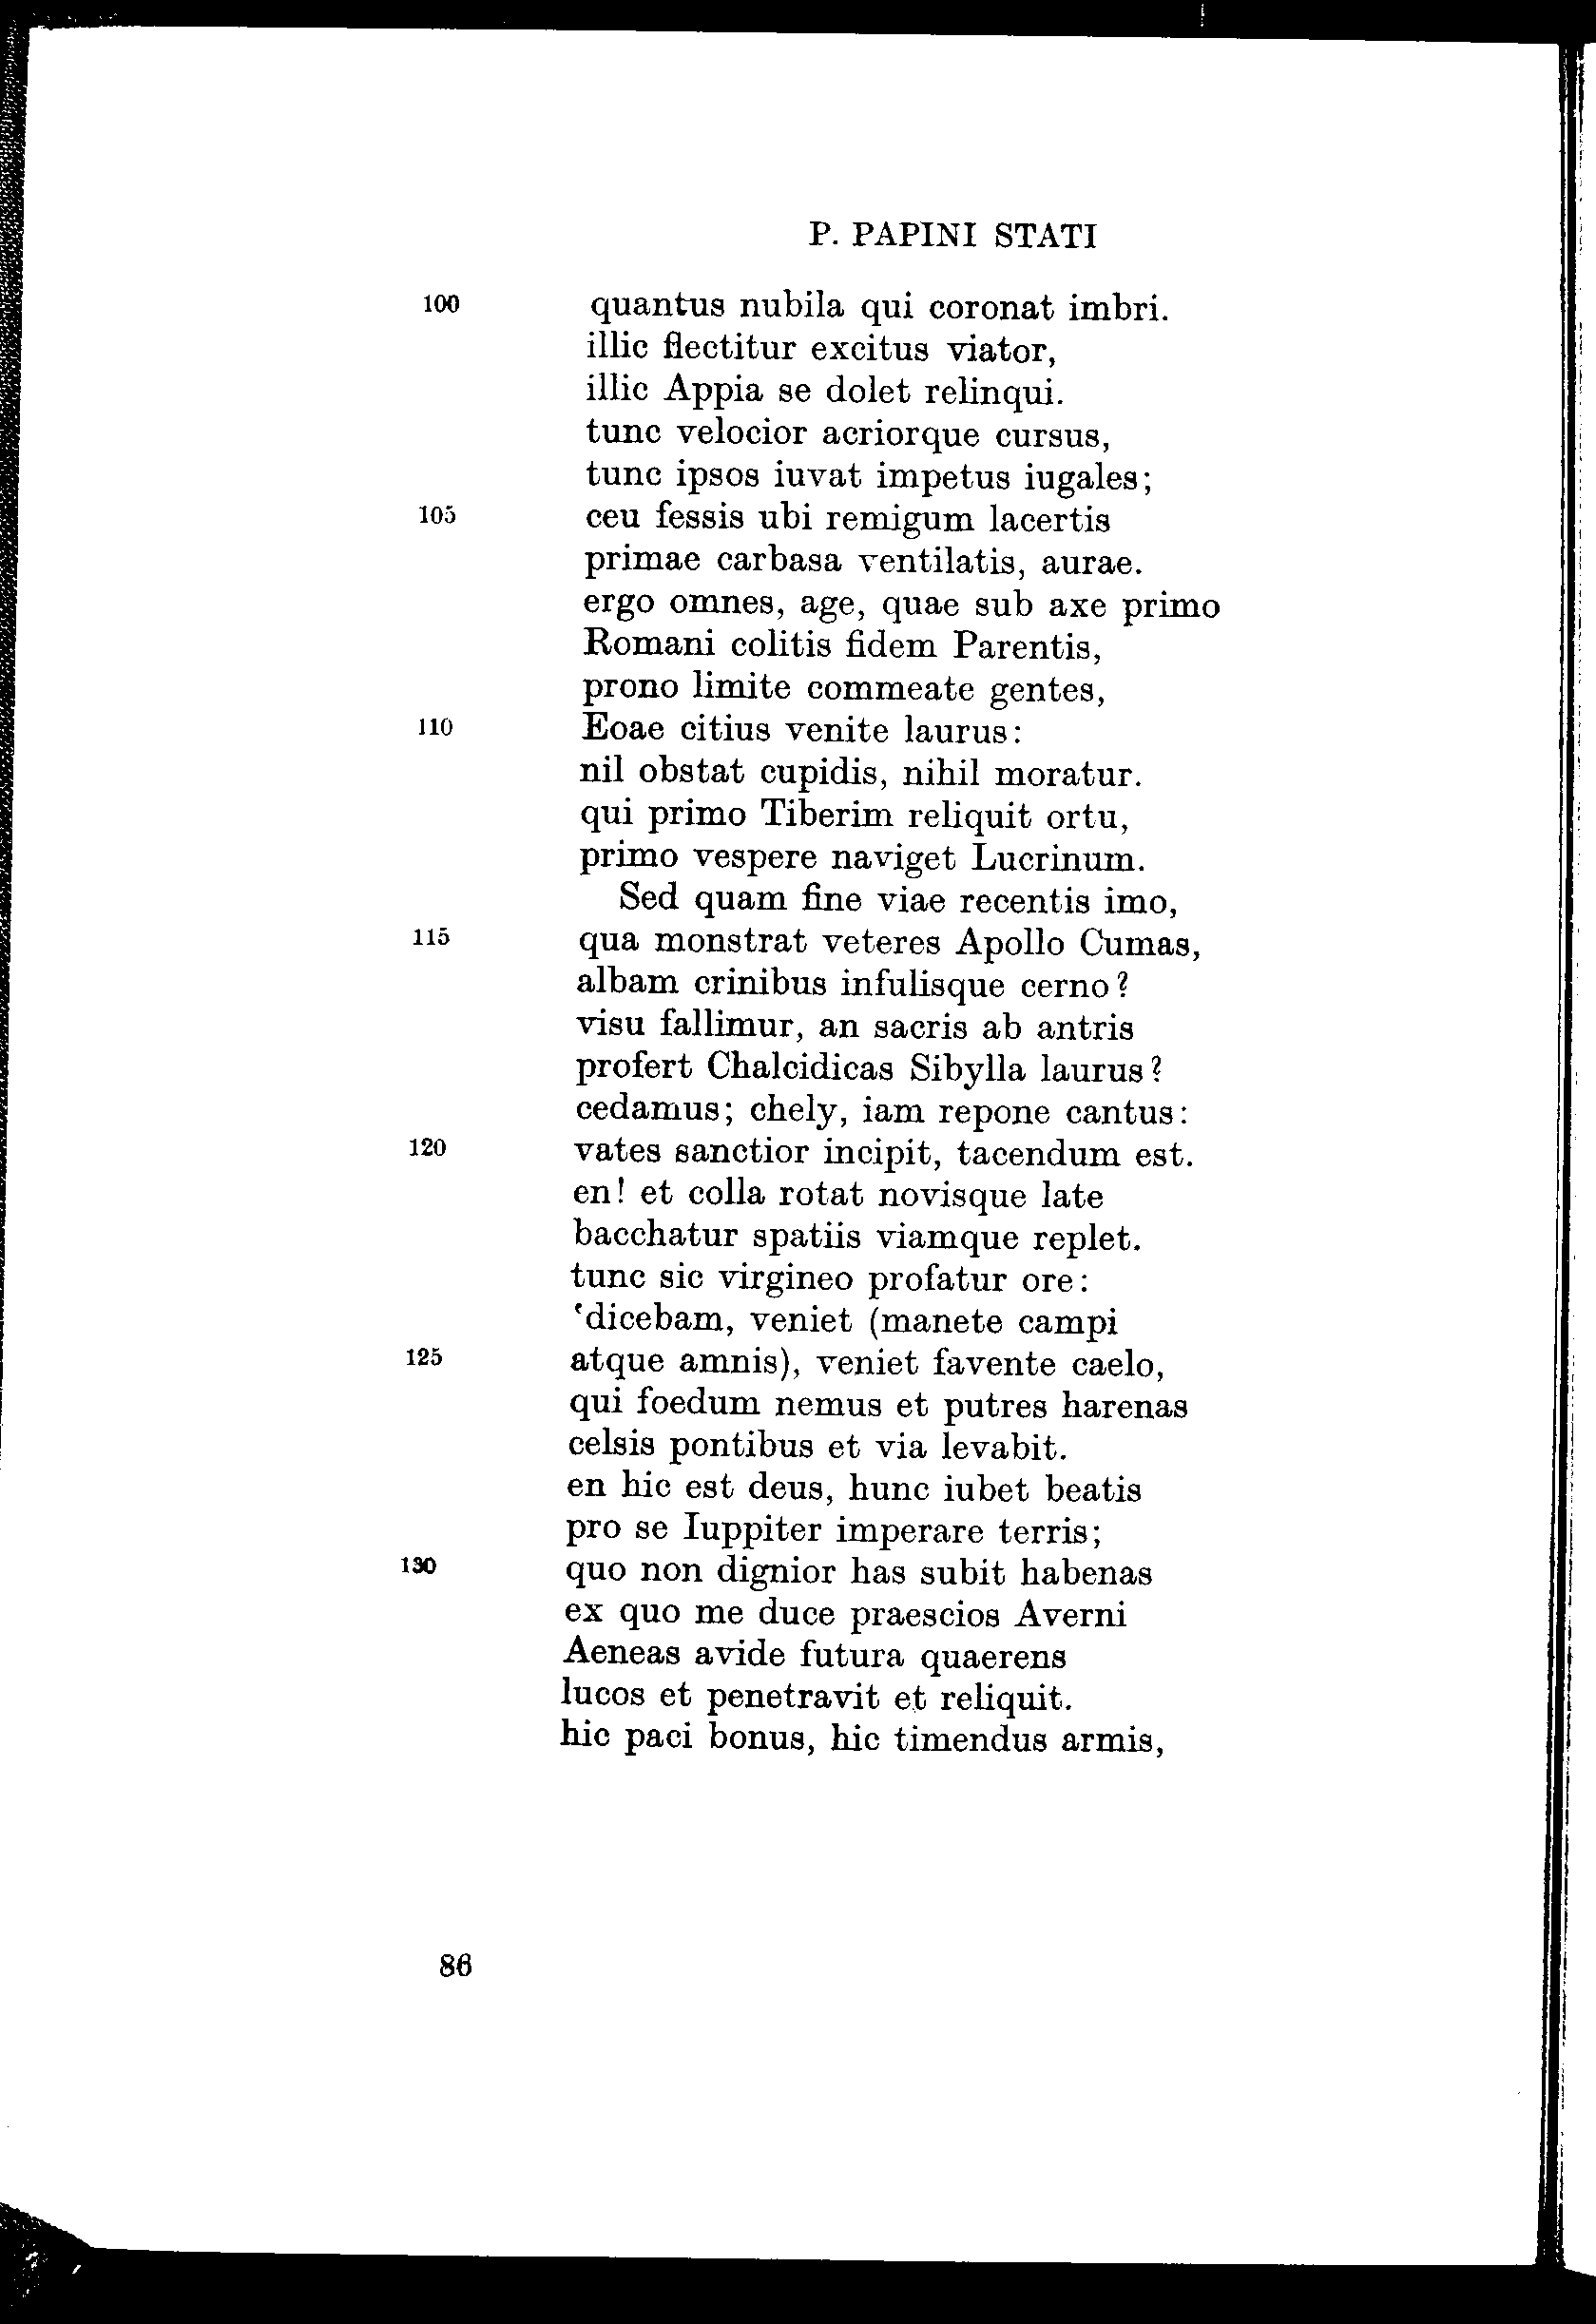 P. PAPINI STATI
100 quantus nubila qui coronat imbri.
illic flectitur excitus viator,
illic Appia se dolet relinqui.
tunc velocior acriorque cursus,
tunc ipsos iuvat impetus iugales;
105 ceu fessis ubi remigum lacertis
primae carbasa ventilatis, aurae.
ergo omnes, age, quae sub axe primo
Romani colitis fidem Parentis,
prono limite commeate gentes,
110 Eoae citius venite laurus:
nil obstat cupidis, nihil moratur.
qui primo Tiberim reliquit ortu,
primo vespere naviget Lucrinum.
Sed quam fine viae recentis imo,
115 qua monstrat veteres Apollo Cumas,
albam crinibus infulisque cerno?
visu fallimur, an sacris ab antris
profert Chalcidicas Sibylla laurus?
cedamus; chely, iam repone cantus:
120 vates sanctior incipit, tacendum est.
en! et colla rotat novisque late
bacchatur spatiis viamque replet.
tunc sic virgineo profatur ore:
‘dicebam, veniet (manete campi
125 atque amnis), veniet favente caelo,
qui foedum nemus et putres harenas
celsis pontibus et via levabit.
en hic est deus, hunc iubet beatis
pro se Iuppiter imperare terris;
130 quo non dignior has subit habenas
ex quo me duce praescios Averni
Aeneas avide futura quaerens
lucos et penetravit et reliquit.
hic paci bonus, hic timendus armis,
86